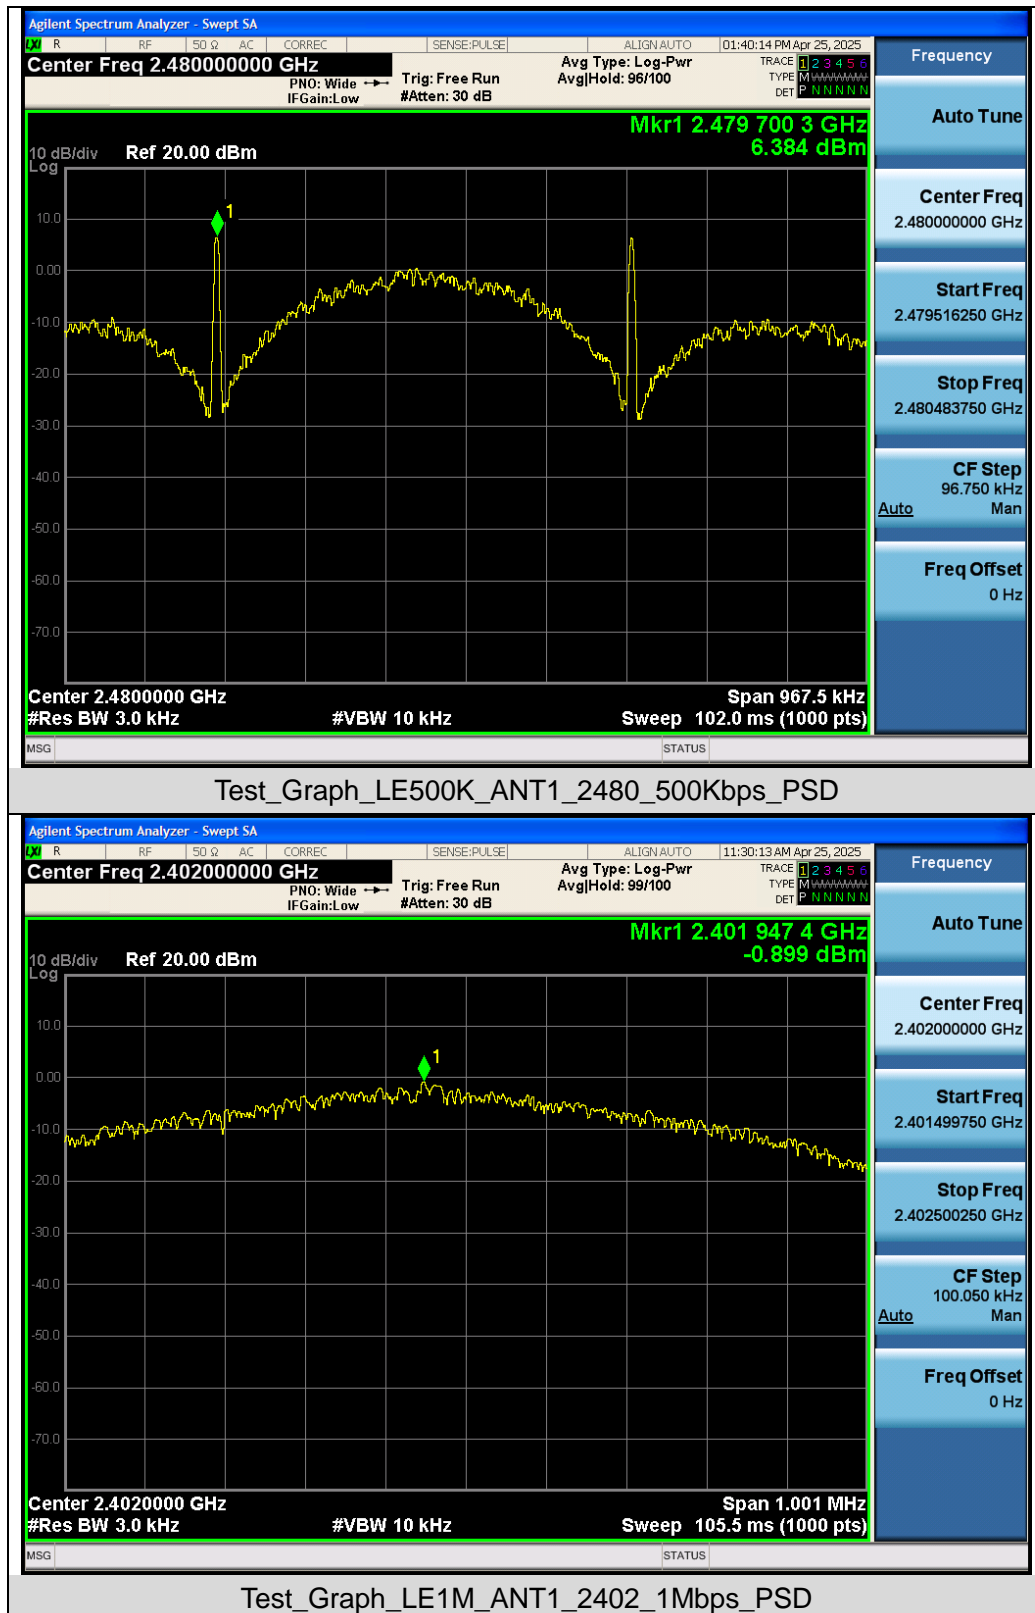 Agilent Spectrum Analyzer - Swept SA
LXI R RF 50 Ω AC CORREC SENSE:PULSE ALIGN AUTO 01:40:14 PM Apr 25, 2025
Center Freq 2.480000000 GHz
PNO: Wide
IFGain:Low
Trig: Free Run
#Atten: 30 dB
Avg Type: Log-Pwr
Avg|Hold: 96/100
TRACE 1 2 3 4 5 6
TYPE M
DET P N N N N N
Mkr1 2.479 700 3 GHz
6.384 dBm
10 dB/div Ref 20.00 dBm
Log
1
10.0
0.00
-10.0
-20.0
-30.0
-40.0
-50.0
-60.0
-70.0
Center 2.4800000 GHz Span 967.5 kHz
#Res BW 3.0 kHz #VBW 10 kHz Sweep 102.0 ms (1000 pts)
MSG STATUS
Frequency
Auto Tune
Center Freq
2.480000000 GHz
Start Freq
2.479516250 GHz
Stop Freq
2.480483750 GHz
CF Step
96.750 kHz
Auto Man
Freq Offset
0 Hz
Test_Graph_LE500K_ANT1_2480_500Kbps_PSD
Agilent Spectrum Analyzer - Swept SA
LXI R RF 50 Ω AC CORREC SENSE:PULSE ALIGN AUTO 11:30:13 AM Apr 25, 2025
Center Freq 2.402000000 GHz
PNO: Wide
IFGain:Low
Trig: Free Run
#Atten: 30 dB
Avg Type: Log-Pwr
Avg|Hold: 99/100
TRACE 1 2 3 4 5 6
TYPE M
DET P N N N N N
Mkr1 2.401 947 4 GHz
-0.899 dBm
10 dB/div Ref 20.00 dBm
Log
1
10.0
0.00
-10.0
-20.0
-30.0
-40.0
-50.0
-60.0
-70.0
Center 2.4020000 GHz Span 1.001 MHz
#Res BW 3.0 kHz #VBW 10 kHz Sweep 105.5 ms (1000 pts)
MSG STATUS
Frequency
Auto Tune
Center Freq
2.402000000 GHz
Start Freq
2.401499750 GHz
Stop Freq
2.402500250 GHz
CF Step
100.050 kHz
Auto Man
Freq Offset
0 Hz
Test_Graph_LE1M_ANT1_2402_1Mbps_PSD